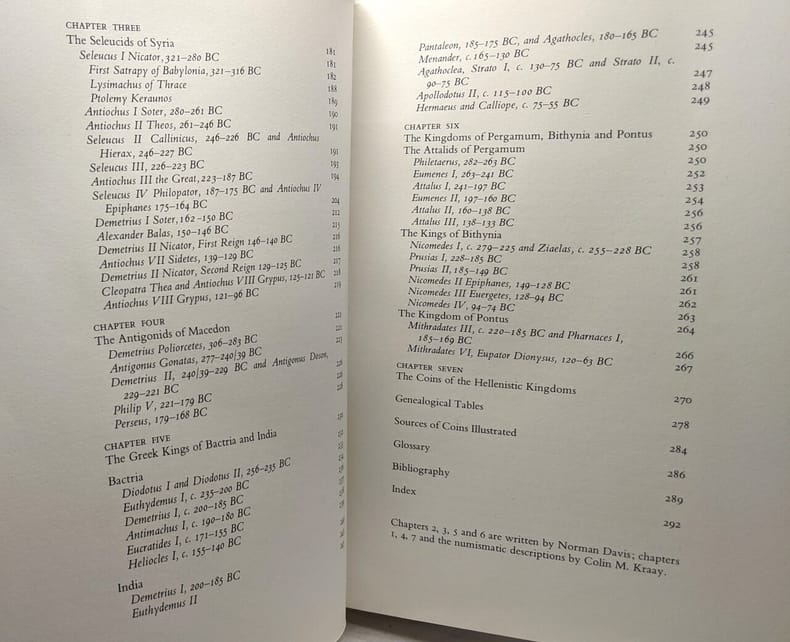 CHAPTER THREE
The Seleucids of Syria 181
Seleucus I Nicator, 321–280 BC 181
First Satrapy of Babylonia, 321–316 BC 182
Lysimachus of Thrace 188
Ptolemy Keraunos 189
Antiochus I Soter, 280–261 BC 190
Antiochus II Theos, 261–246 BC 191
Seleucus II Callinicus, 246–226 BC and Antiochus
Hierax, 246–227 BC 191
Seleucus III, 226–223 BC 193
Antiochus III the Great, 223–187 BC 194
Seleucus IV Philopator, 187–175 BC and Antiochus IV
Epiphanes 175–164 BC 204
Demetrius I Soter, 162–150 BC 212
Alexander Balas, 150–146 BC 215
Demetrius II Nicator, First Reign 146–140 BC 216
Antiochus VII Sidetes, 139–129 BC 216
Demetrius II Nicator, Second Reign 129–125 BC 217
Cleopatra Thea and Antiochus VIII Grypus, 125–121 BC 218
Antiochus VIII Grypus, 121–96 BC 219
CHAPTER FOUR
The Antigonids of Macedon 221
Demetrius Poliorcetes, 306–283 BC 221
Antigonus Gonatas, 277–240/39 BC 223
Demetrius II, 240/39–229 BC and Antigonus Doson,
229–221 BC
Philip V, 221–179 BC
Perseus, 179–168 BC
CHAPTER FIVE
The Greek Kings of Bactria and India
Bactria
Diodotus I and Diodotus II, 256–235 BC
Euthydemus I, c. 235–200 BC
Demetrius I, c. 200–185 BC
Antimachus I, c. 190–180 BC
Eucratides I, c. 171–155 BC
Heliocles I, c. 155–140 BC
India
Demetrius I, 200–185 BC
Euthydemus II
Pantaleon, 185–175 BC, and Agathocles, 180–165 BC 245
Menander, c. 165–130 BC 245
Agathoclea, Strato I, c. 130–75 BC and Strato II, c.
90–75 BC 247
Apollodotus II, c. 115–100 BC 248
Hermaeus and Calliope, c. 75–55 BC 249
CHAPTER SIX
The Kingdoms of Pergamum, Bithynia and Pontus 250
The Attalids of Pergamum 250
Philetaerus, 282–263 BC 250
Eumenes I, 263–241 BC 252
Attalus I, 241–197 BC 253
Eumenes II, 197–160 BC 254
Attalus II, 160–138 BC 256
Attalus III, 138–133 BC 256
The Kings of Bithynia 257
Nicomedes I, c. 279–225 and Ziaelas, c. 255–228 BC 258
Prusias I, 228–185 BC 258
Prusias II, 185–149 BC 261
Nicomedes II Epiphanes, 149–128 BC 261
Nicomedes III Euergetes, 128–94 BC 262
Nicomedes IV, 94–74 BC 263
The Kingdom of Pontus 264
Mithradates III, c. 220–185 BC and Pharnaces I,
185–169 BC 266
Mithradates VI, Eupator Dionysus, 120–63 BC 267
CHAPTER SEVEN
The Coins of the Hellenistic Kingdoms 270
Genealogical Tables 278
Sources of Coins Illustrated 284
Glossary 286
Bibliography 289
Index 292
Chapters 2, 3, 5 and 6 are written by Norman Davis; chapters
1, 4, 7 and the numismatic descriptions by Colin M. Kraay.